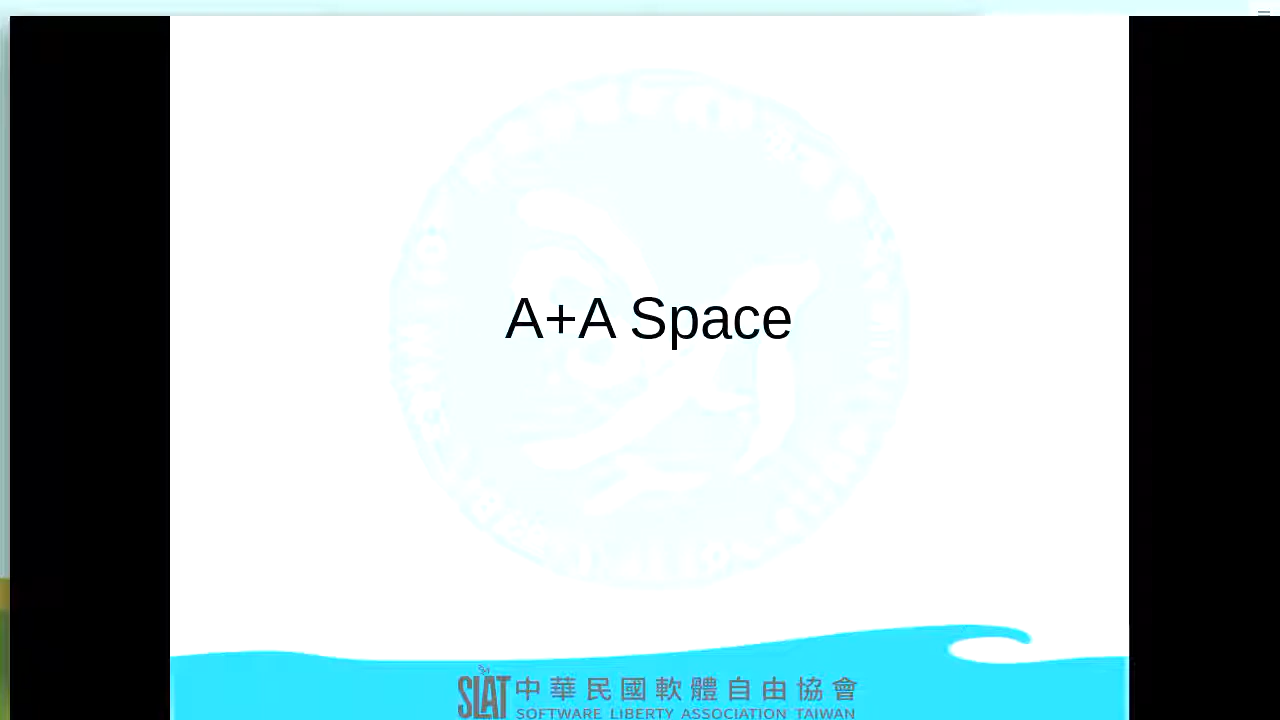 A+A Space
SLAT 中華民國軟體自由協會
SOFTWARE LIBERTY ASSOCIATION TAIWAN